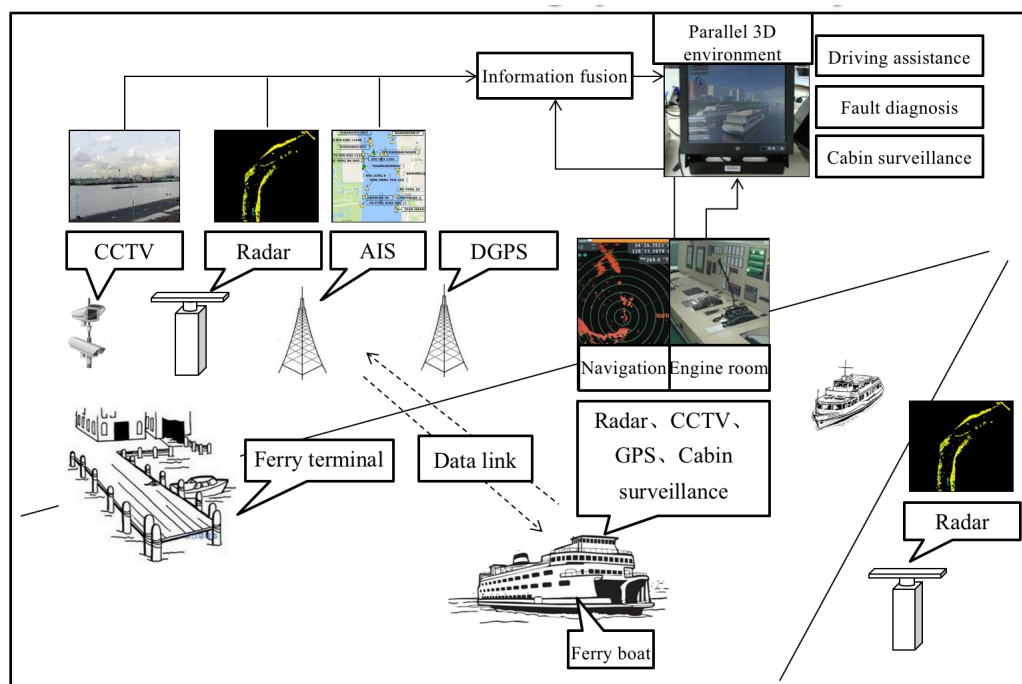 Parallel 3D
environment
Information fusion
Driving assistance
Fault diagnosis
Cabin surveillance
CCTV
Radar
AIS
DGPS
Navigation
Engine room
Radar、CCTV、
GPS、Cabin
surveillance
Ferry terminal
Data link
Radar
Ferry boat